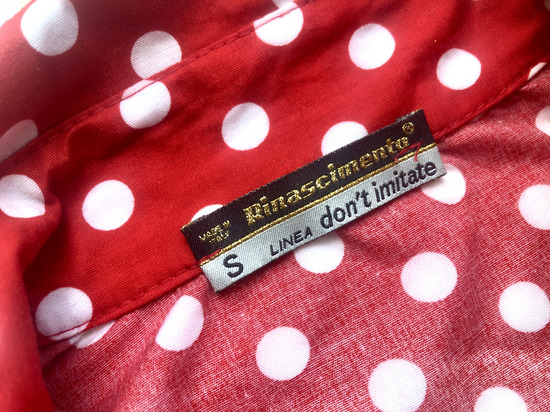 MADE IN
ITALY
Rinascimento®
S LINEA don't imitate